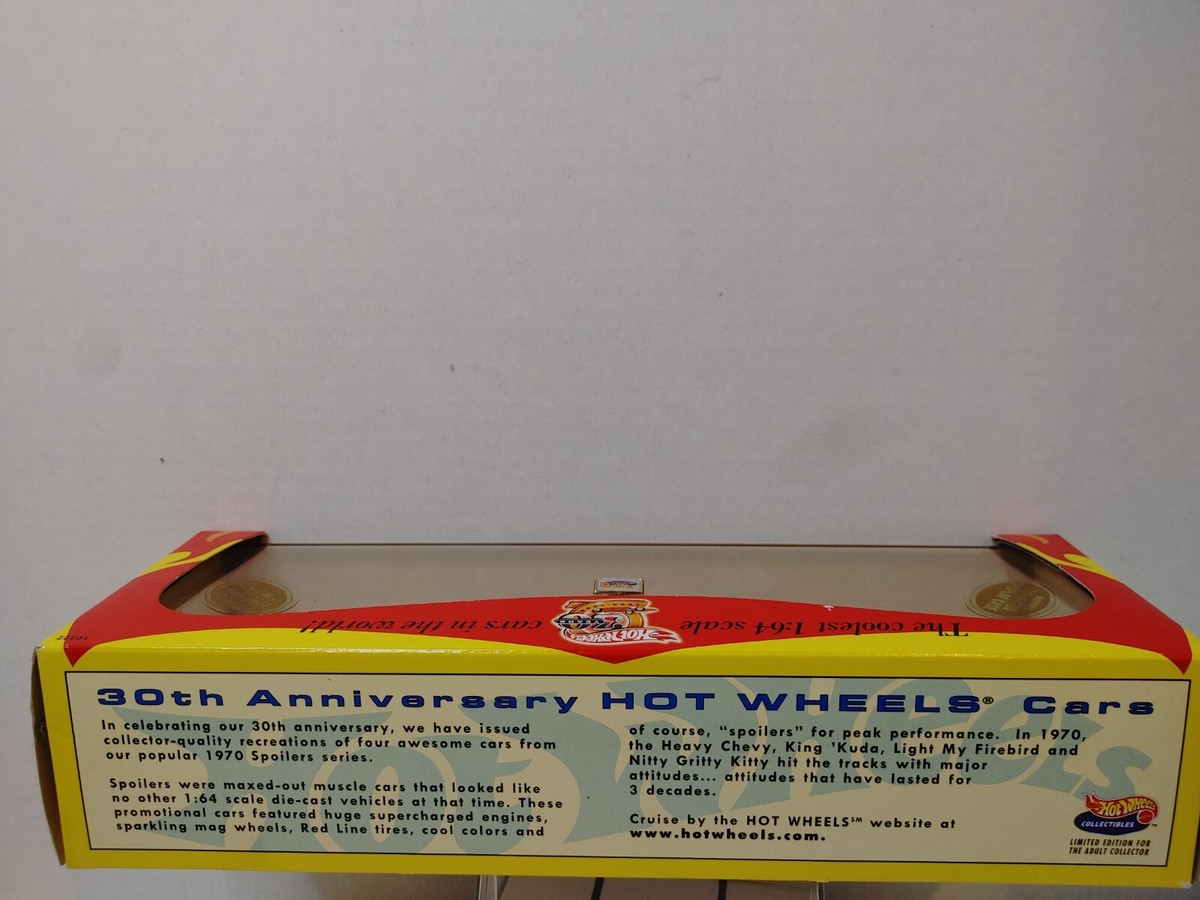 The coolest 1:64 scale
HOT WHEELS
cars in the world!
30th Anniversary HOT WHEELS® Cars
In celebrating our 30th anniversary, we have issued
collector-quality recreations of four awesome cars from
our popular 1970 Spoilers series.
Spoilers were maxed-out muscle cars that looked like
no other 1:64 scale die-cast vehicles at that time. These
promotional cars featured huge supercharged engines,
sparkling mag wheels, Red Line tires, cool colors and
of course, "spoilers" for peak performance. In 1970,
the Heavy Chevy, King 'Kuda, Light My Firebird and
Nitty Gritty Kitty hit the tracks with major
attitudes... attitudes that have lasted for
3 decades.
Cruise by the HOT WHEELS℠ website at
www.hotwheels.com.
Hot Wheels
HOT WHEELS
COLLECTIBLES™
LIMITED EDITION FOR
THE ADULT COLLECTOR